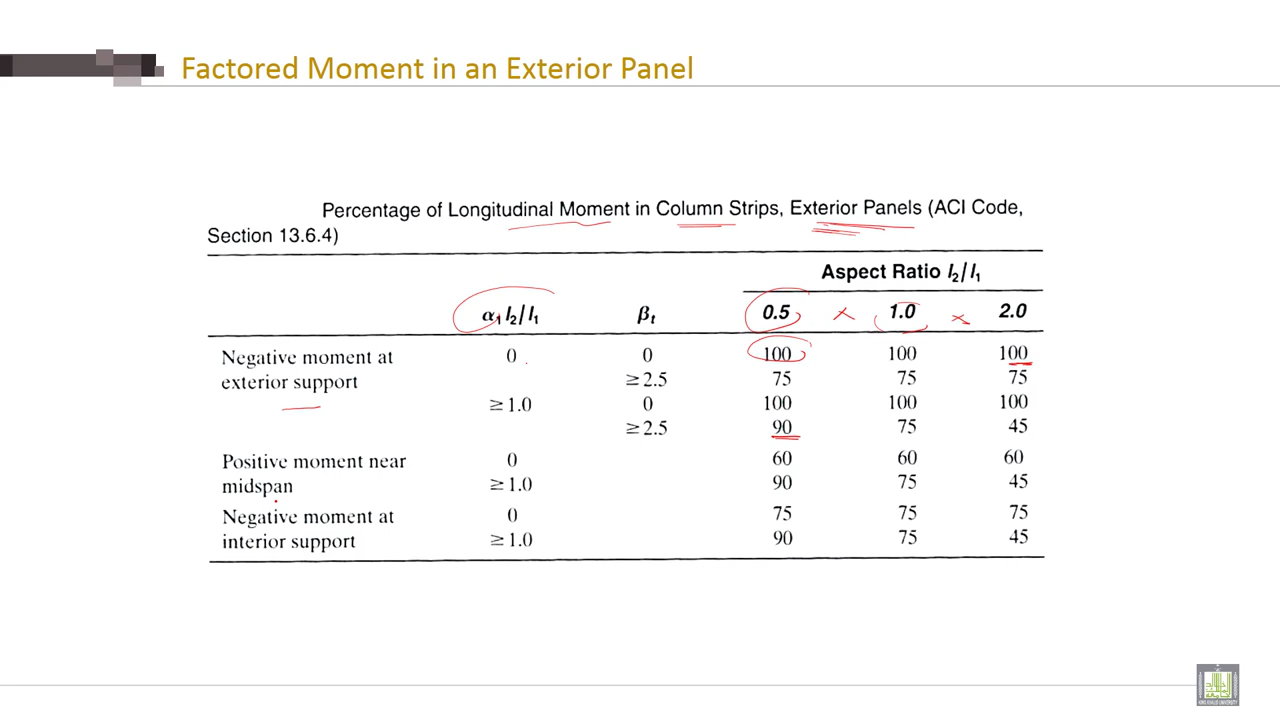 Factored Moment in an Exterior Panel
Percentage of Longitudinal Moment in Column Strips, Exterior Panels (ACI Code,
Section 13.6.4)
Aspect Ratio l₂/l₁
α₁ l₂/l₁ βₜ 0.5 1.0 2.0
Negative moment at 0 0 100 100 100
exterior support ≥ 2.5 75 75 75
≥ 1.0 0 100 100 100
≥ 2.5 90 75 45
Positive moment near 0 60 60 60
midspan ≥ 1.0 90 75 45
Negative moment at 0 75 75 75
interior support ≥ 1.0 90 75 45
KING KHALID UNIVERSITY